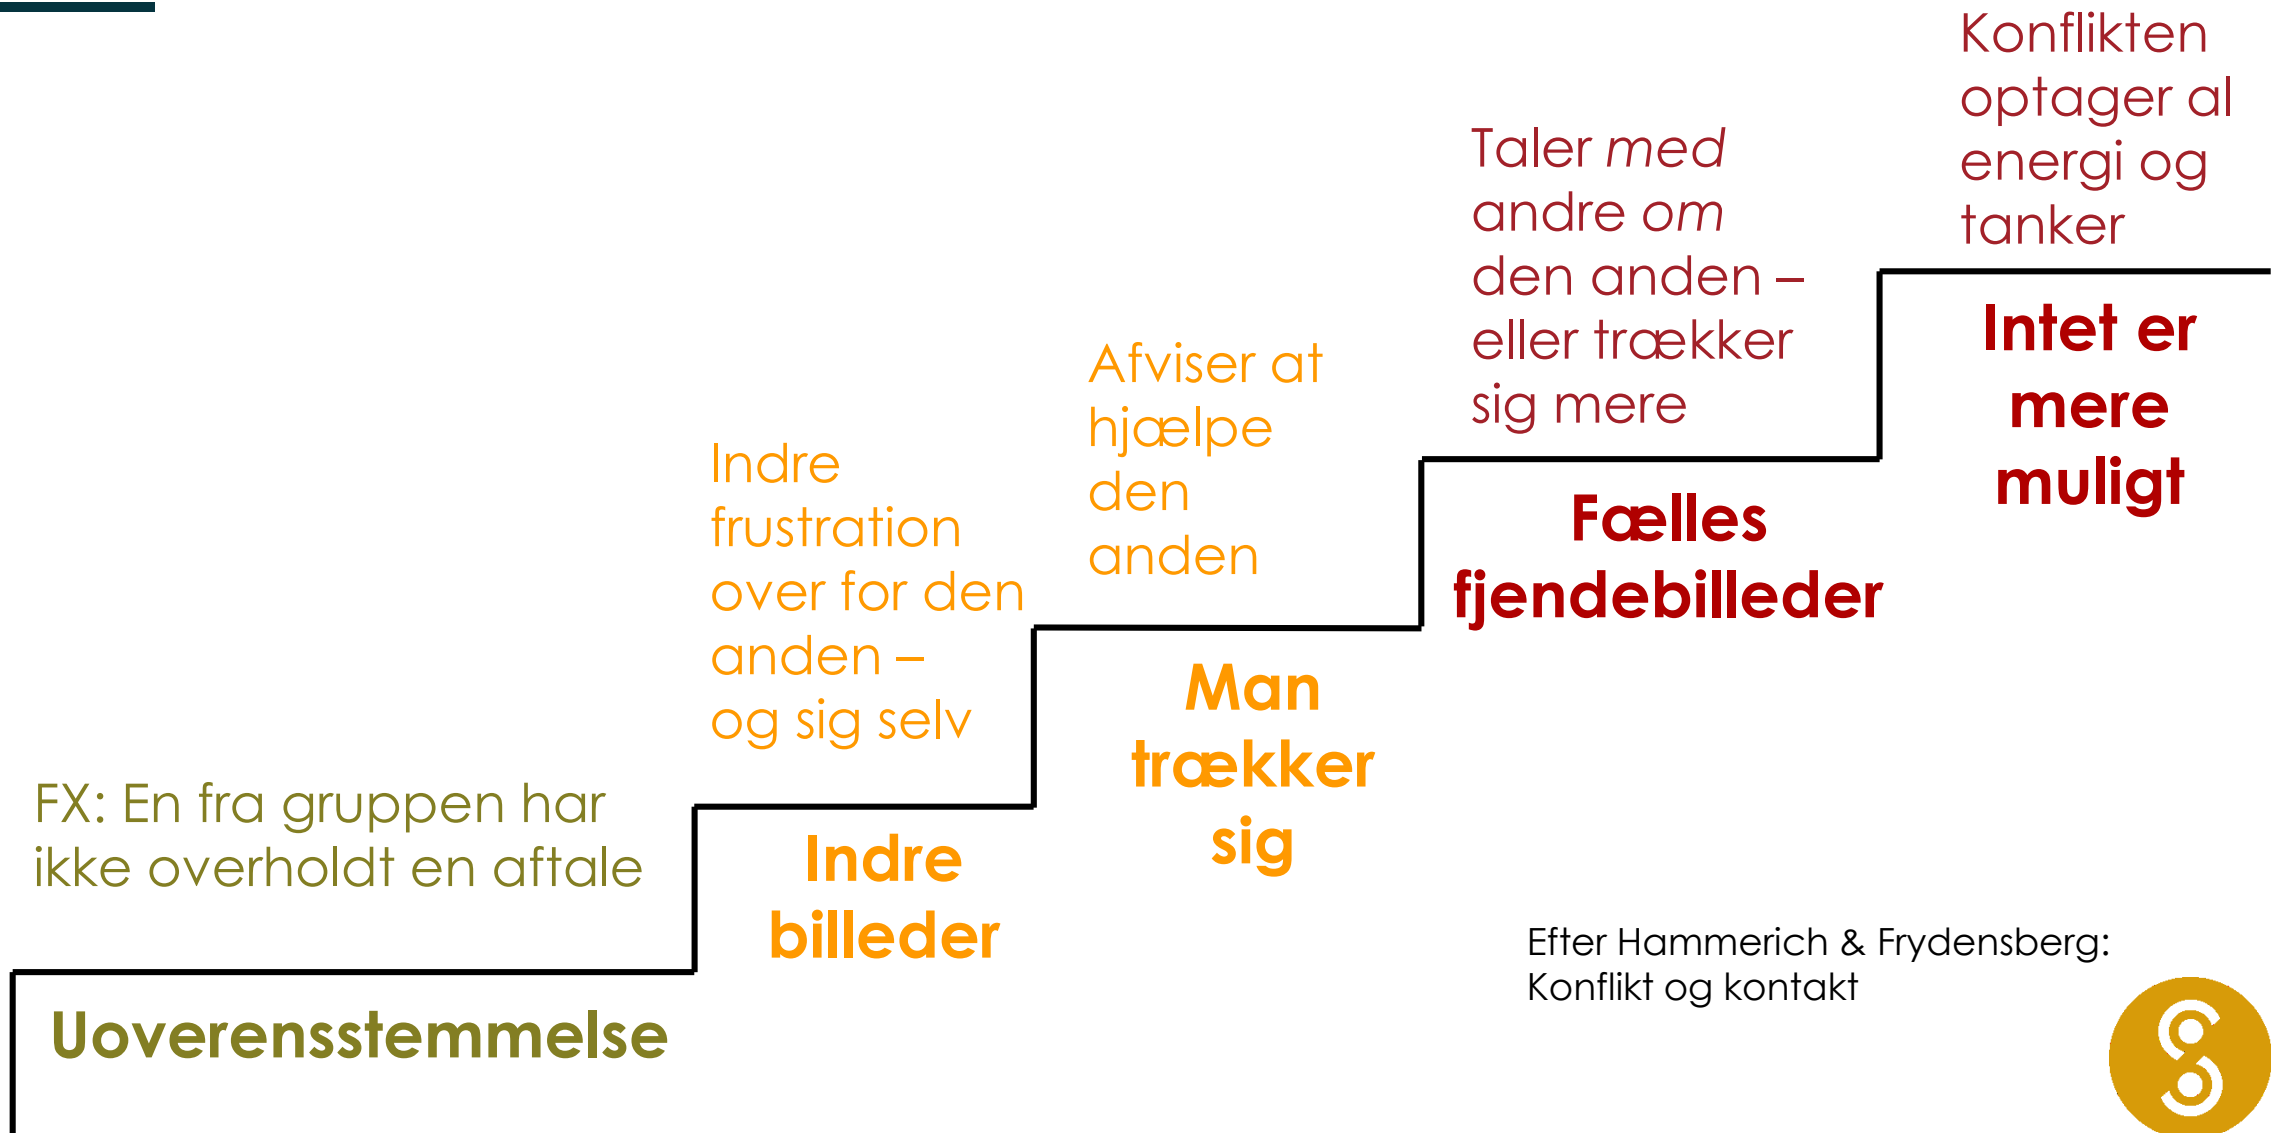 FX: En fra gruppen har
ikke overholdt en aftale
Uoverensstemmelse
Indre
frustration
over for den
anden –
og sig selv
Indre
billeder
Afviser at
hjælpe
den
anden
Man
trækker
sig
Taler med
andre om
den anden –
eller trækker
sig mere
Fælles
fjendebilleder
Konflikten
optager al
energi og
tanker
Intet er
mere
muligt
Efter Hammerich & Frydensberg:
Konflikt og kontakt